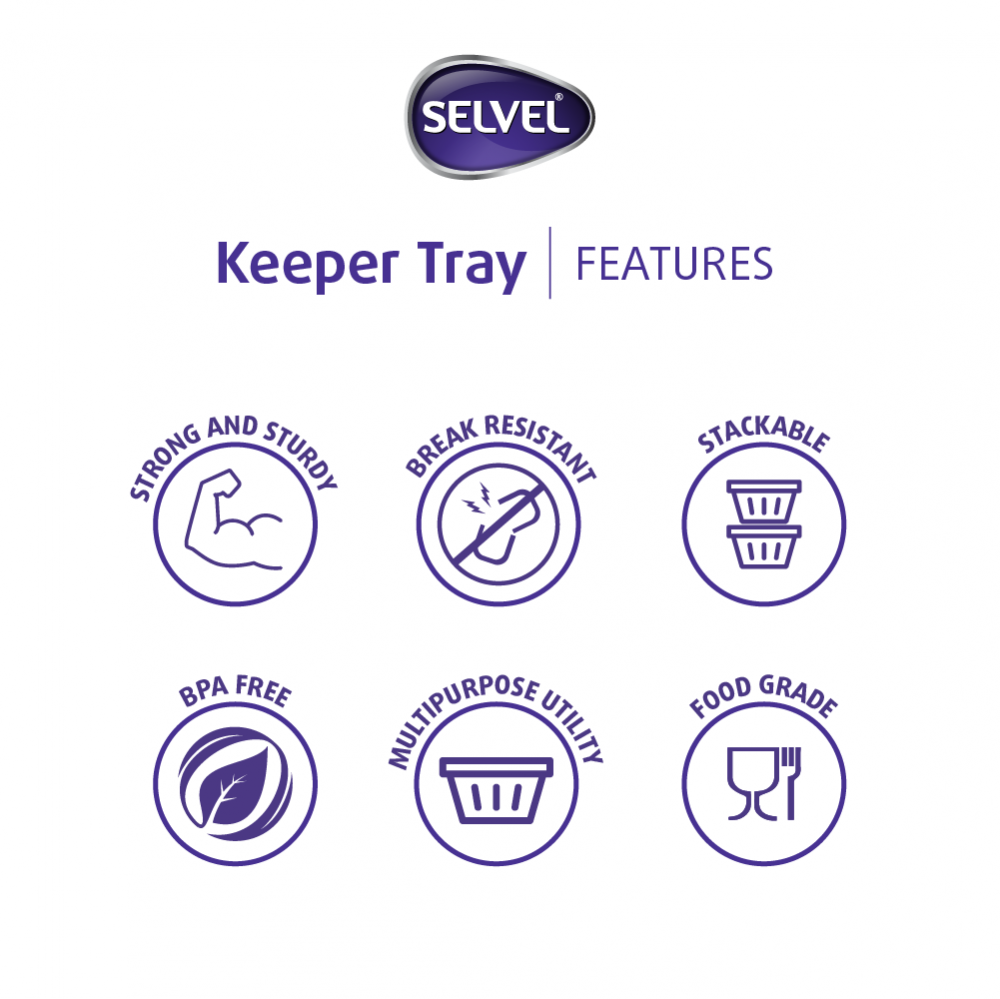 SELVEL®
Keeper Tray | FEATURES
STRONG AND STURDY
BREAK RESISTANT
STACKABLE
BPA FREE
MULTIPURPOSE UTILITY
FOOD GRADE